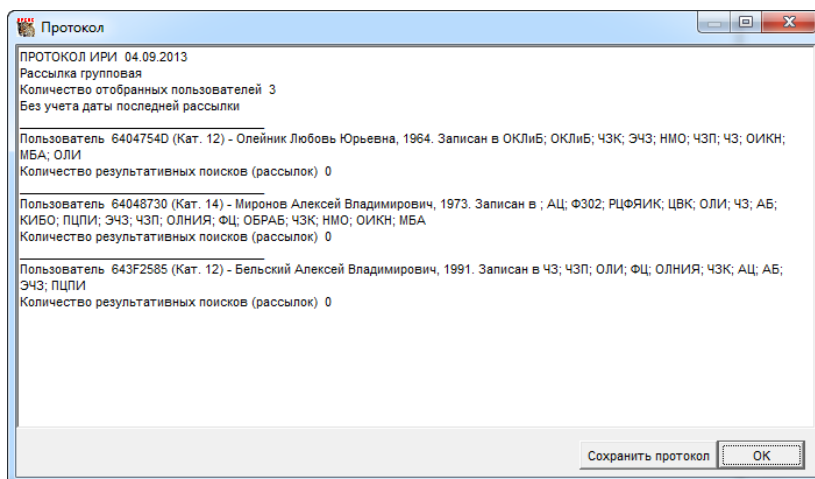 Протокол
ПРОТОКОЛ ИРИ  04.09.2013
Рассылка групповая
Количество отобранных пользователей  3
Без учета даты последней рассылки
Пользователь  6404754D (Кат. 12) - Олейник Любовь Юрьевна, 1964. Записан в ОКЛиБ; ОКЛиБ; ЧЗК; ЭЧЗ; НМО; ЧЗП; ЧЗ; ОИКН;
МБА; ОЛИ
Количество результативных поисков (рассылок)  0
Пользователь  64048730 (Кат. 14) - Миронов Алексей Владимирович, 1973. Записан в ; АЦ; Ф302; РЦФЯИК; ЦВК; ОЛИ; ЧЗ; АБ;
КИБО; ПЦПИ; ЭЧЗ; ЧЗП; ОЛНИЯ; ФЦ; ОБРАБ; ЧЗК; НМО; ОИКН; МБА
Количество результативных поисков (рассылок)  0
Пользователь  643F2585 (Кат. 12) - Бельский Алексей Владимирович, 1991. Записан в ЧЗ; ЧЗП; ОЛИ; ФЦ; ОЛНИЯ; ЧЗК; АЦ; АБ;
ЭЧЗ; ПЦПИ
Количество результативных поисков (рассылок)  0
Сохранить протокол OK